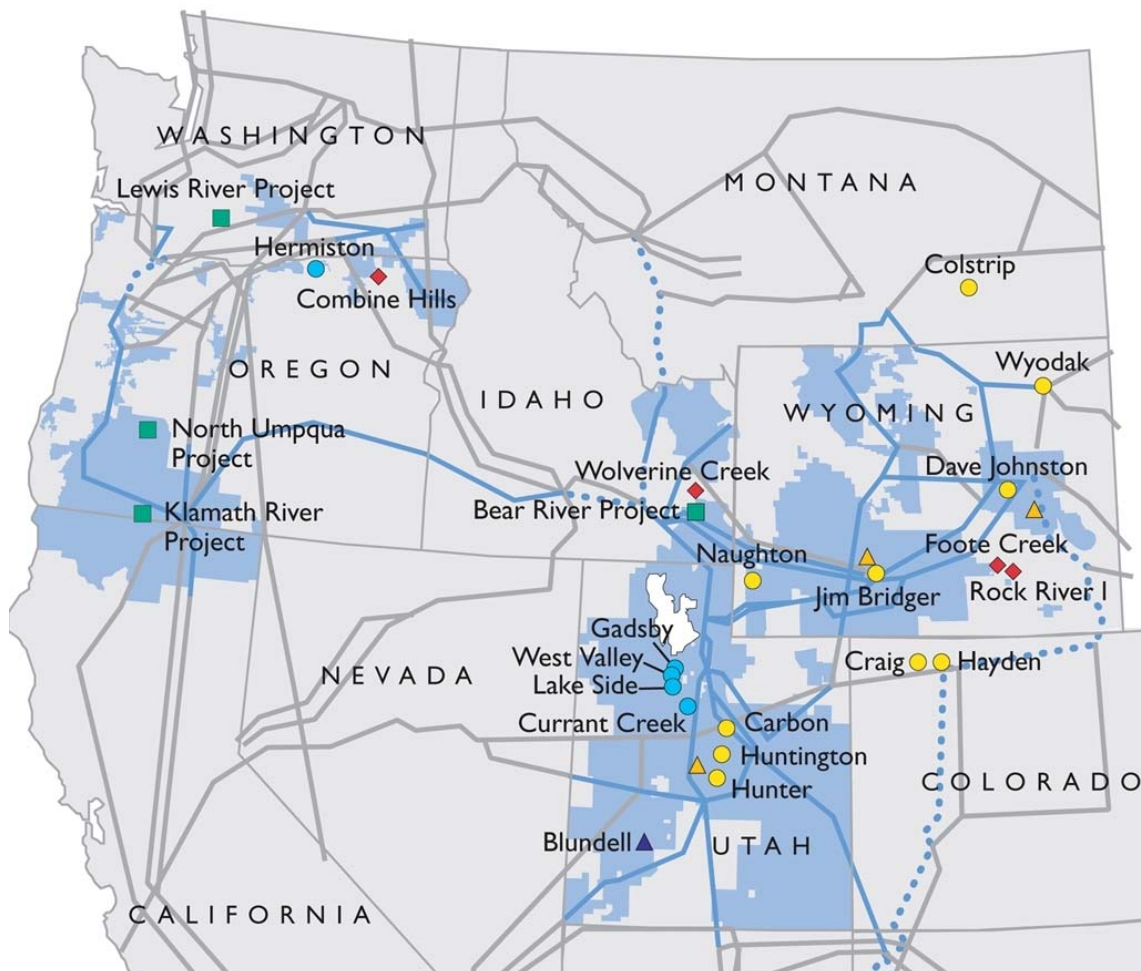 WASHINGTON
Lewis River Project
MONTANA
Hermiston
Combine Hills
Colstrip
OREGON
IDAHO
Wyodak
WYOMING
North Umpqua
Project
Wolverine Creek
Dave Johnston
Klamath River
Project
Bear River Project
Naughton
Jim Bridger
Foote Creek
Rock River I
Gadsby
West Valley
Lake Side
Currant Creek
NEVADA
Craig
Hayden
Carbon
Huntington
Hunter
COLORADO
Blundell
UTAH
CALIFORNIA